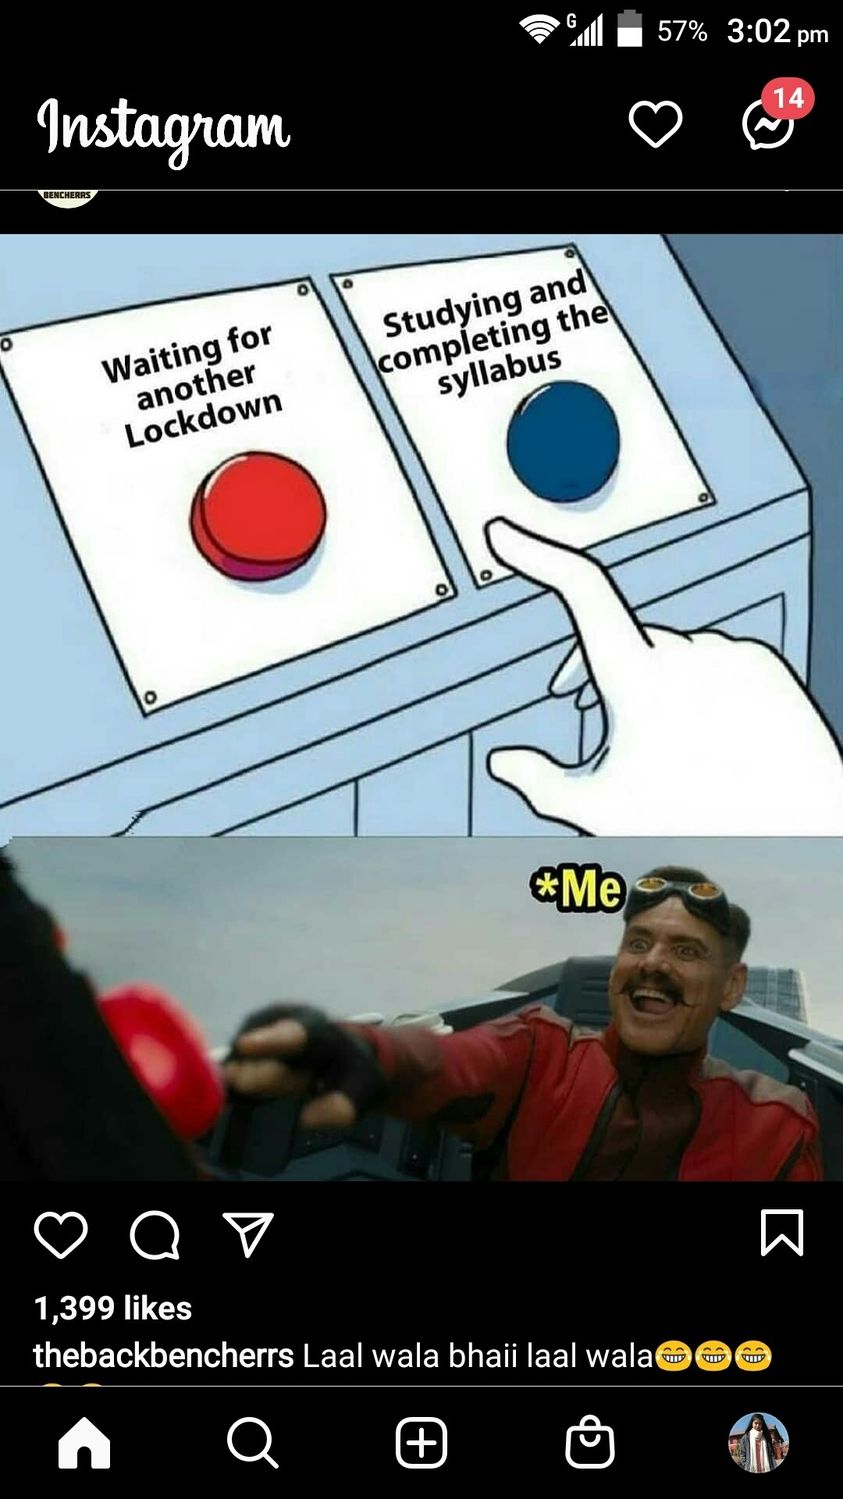 G 57% 3:02 pm
Instagram
14
BENCHERRS
Waiting for
another
Lockdown
Studying and
completing the
syllabus
*Me
1,399 likes
thebackbencherrs Laal wala bhaii laal wala😂😂😂